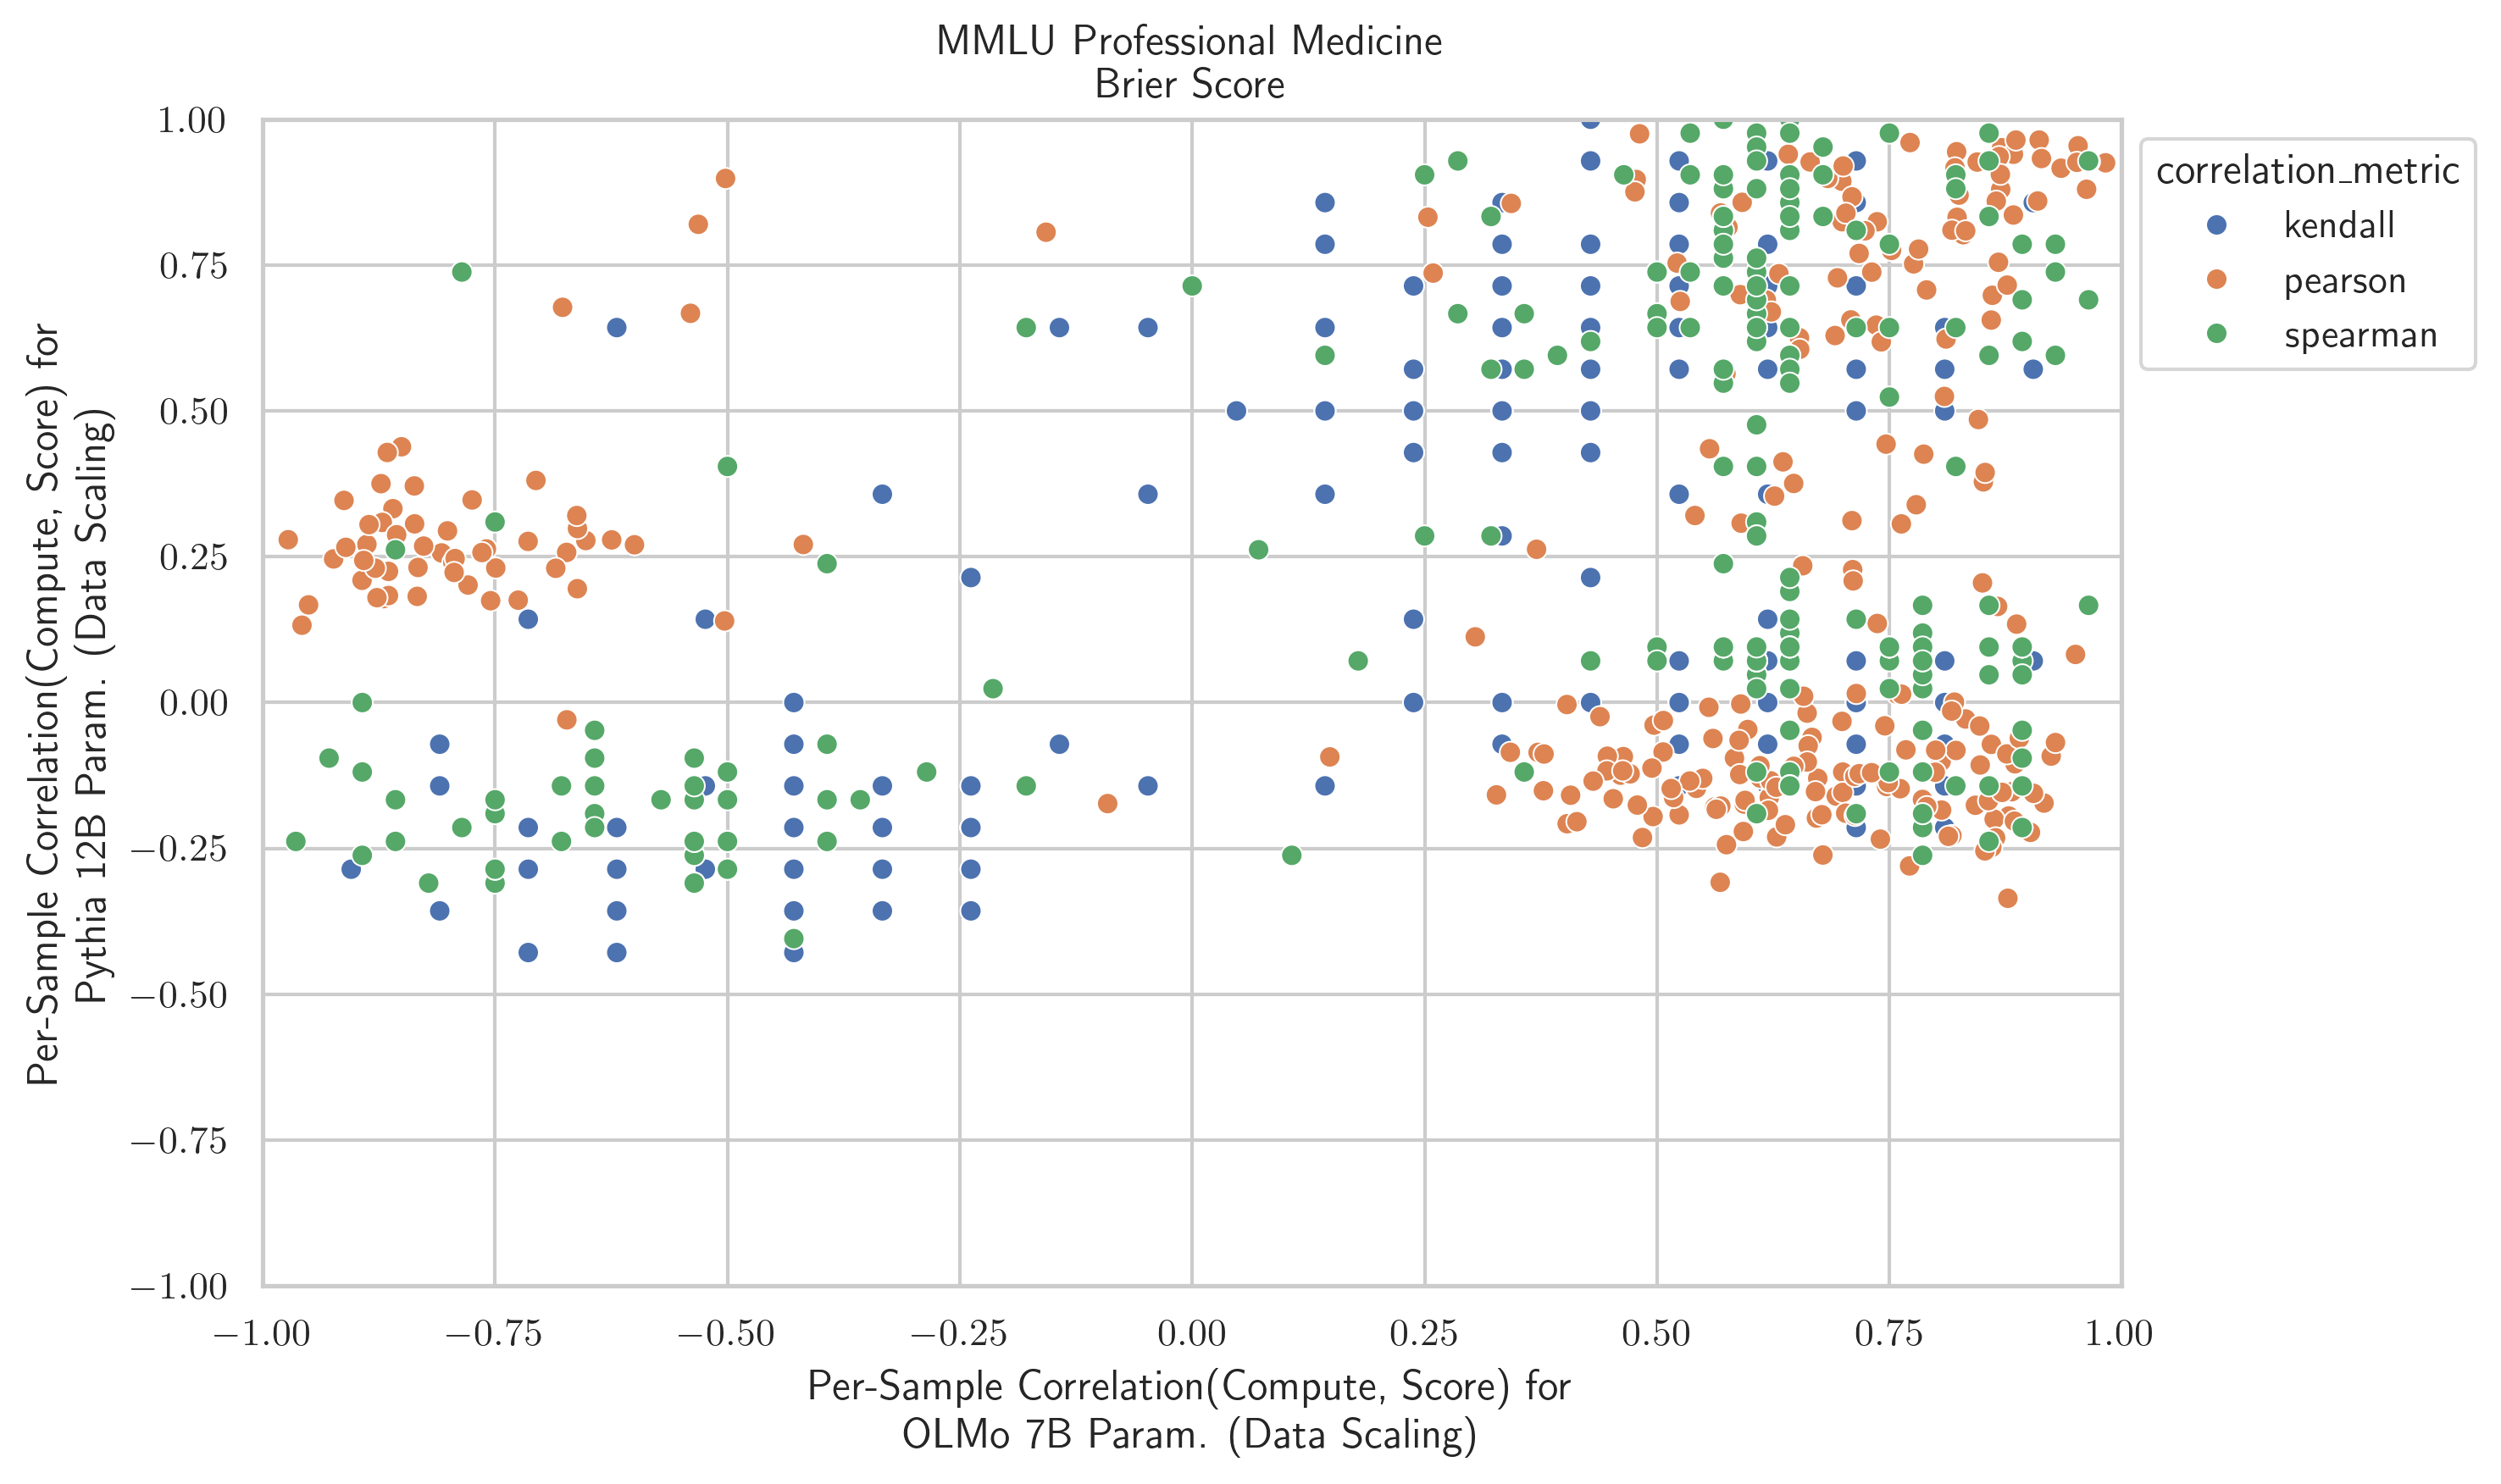 MMLU Professional Medicine
Brier Score
Per-Sample Correlation(Compute, Score) for
Pythia 12B Param. (Data Scaling)
1.00
0.75
0.50
0.25
0.00
−0.25
−0.50
−0.75
−1.00
−1.00
−0.75
−0.50
−0.25
0.00
0.25
0.50
0.75
1.00
Per-Sample Correlation(Compute, Score) for
OLMo 7B Param. (Data Scaling)
correlation_metric
kendall
pearson
spearman